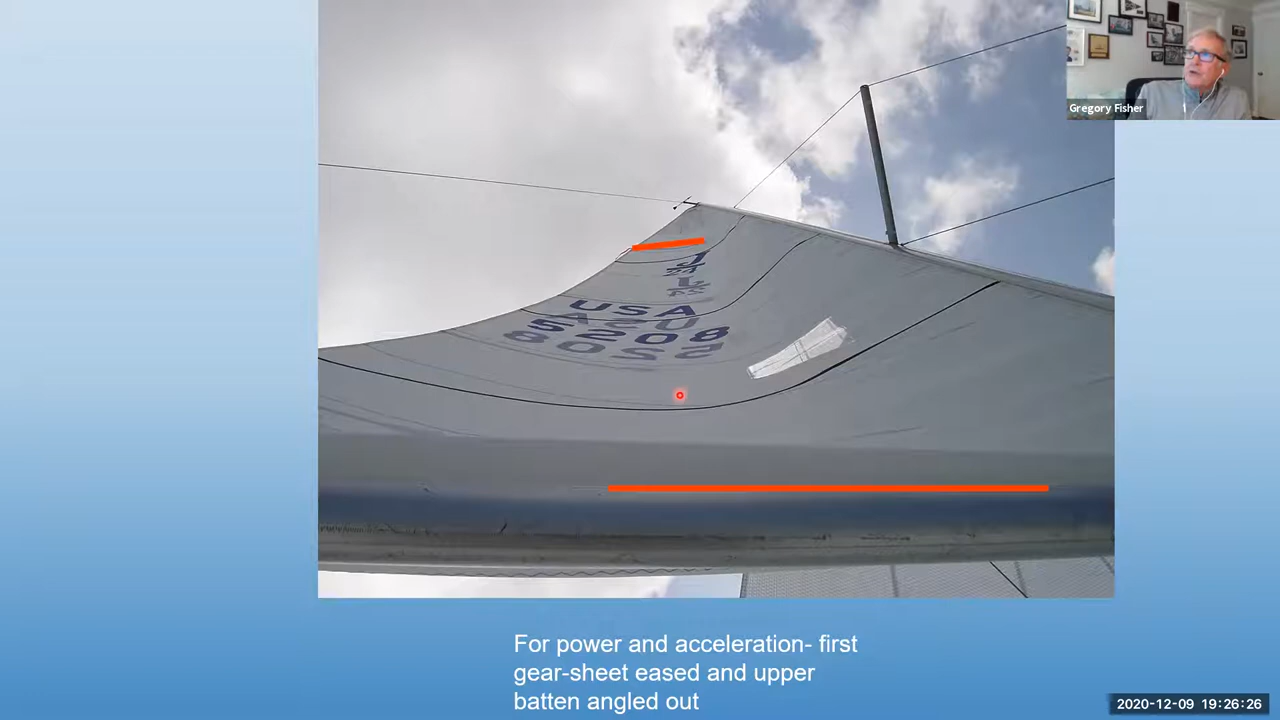 Gregory Fisher
USA
5208
For power and acceleration- first
gear-sheet eased and upper
batten angled out
2020-12-09 19:26:26